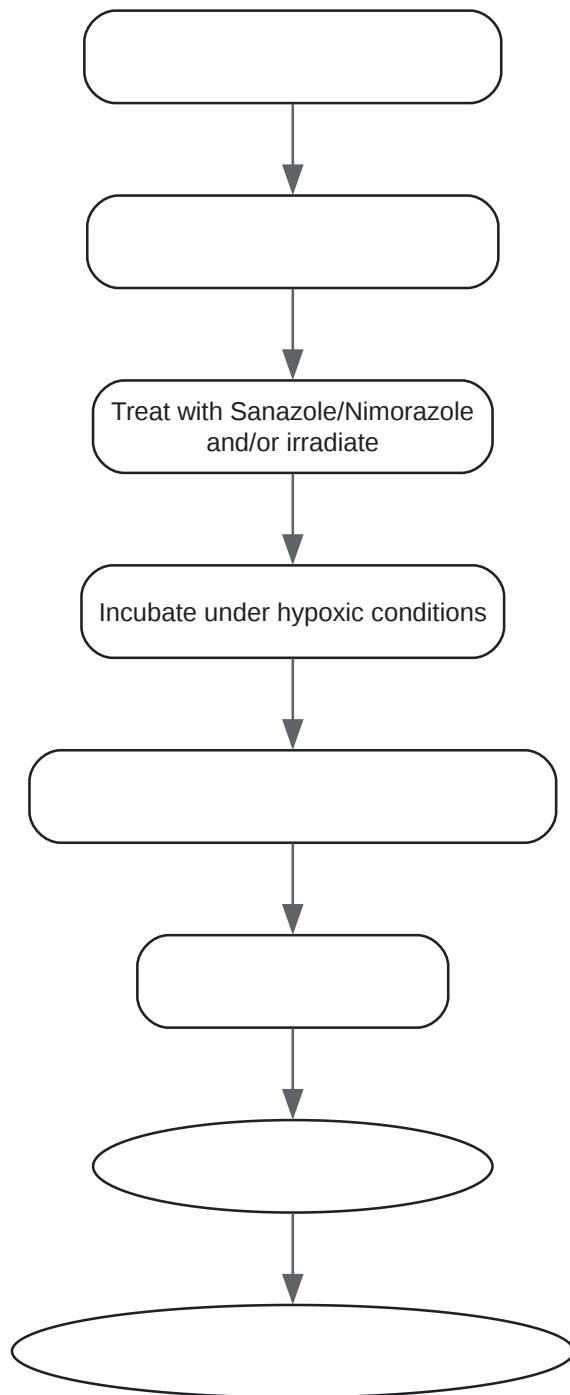 Treat with Sanazole/Nimorazole
and/or irradiate
Incubate under hypoxic conditions